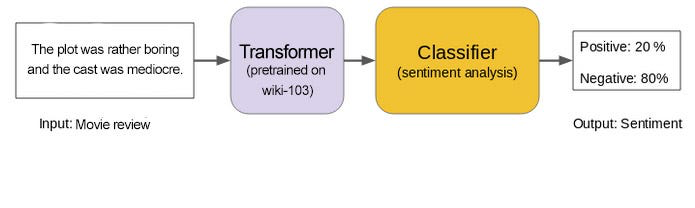 The plot was rather boring
and the cast was mediocre.
Input: Movie review
Transformer
(pretrained on
wiki-103)
Classifier
(sentiment analysis)
Positive: 20 %
Negative: 80%
Output: Sentiment